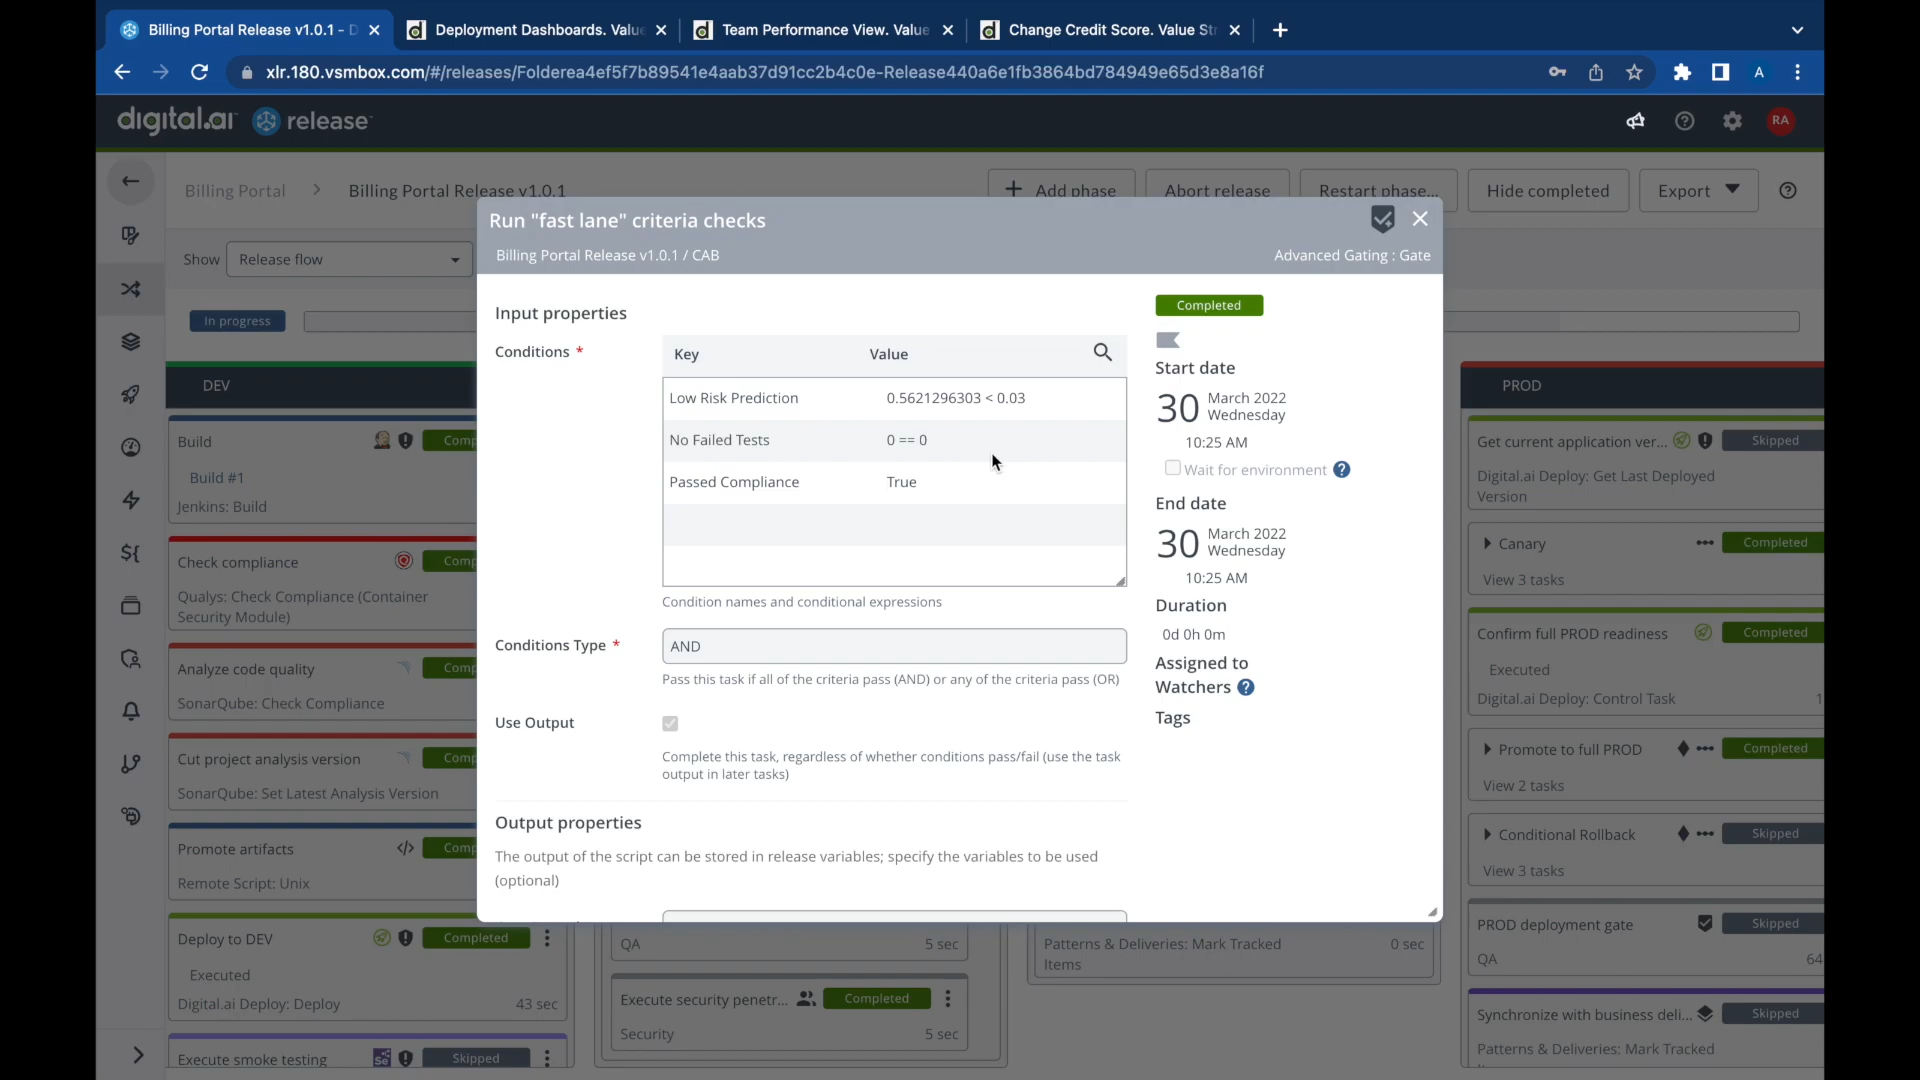 Billing Portal Release v1.0.1 - D
Deployment Dashboards. Value
Team Performance View. Value
Change Credit Score. Value Str
xlr.180.vsmbox.com/#/releases/Folderea4ef5f7b89541e4aab37d91cc2b4c0e-Release440a6e1fb3864bd784949e65d3e8a16f
A
digital.ai release
RA
Billing Portal > Billing Portal Release v1.0.1
Add phase
Abort release
Restart phase...
Hide completed
Export
Show
Release flow
In progress
Run "fast lane" criteria checks
Billing Portal Release v1.0.1 / CAB
Advanced Gating : Gate
Input properties
Conditions *
Key Value
Low Risk Prediction 0.5621296303 < 0.03
No Failed Tests 0 == 0
Passed Compliance True
Condition names and conditional expressions
Conditions Type *
AND
Pass this task if all of the criteria pass (AND) or any of the criteria pass (OR)
Use Output
Complete this task, regardless of whether conditions pass/fail (use the task
output in later tasks)
Output properties
The output of the script can be stored in release variables; specify the variables to be used
(optional)
Completed
Start date
30
March 2022
Wednesday
10:25 AM
Wait for environment
End date
30
March 2022
Wednesday
10:25 AM
Duration
0d 0h 0m
Assigned to
Watchers
Tags
DEV
Build
Comp
Build #1
Jenkins: Build
Check compliance
Comp
Qualys: Check Compliance (Container
Security Module)
Analyze code quality
Comp
SonarQube: Check Compliance
Cut project analysis version
Comp
SonarQube: Set Latest Analysis Version
Promote artifacts
Comp
Remote Script: Unix
Deploy to DEV
Completed
Executed
Digital.ai Deploy: Deploy
43 sec
Execute smoke testing
Se
Skipped
QA
5 sec
Execute security penetr...
Completed
Security
5 sec
Patterns & Deliveries: Mark Tracked
Items
0 sec
PROD
Get current application ver...
Skipped
Digital.ai Deploy: Get Last Deployed
Version
Canary
Completed
View 3 tasks
Confirm full PROD readiness
Completed
Executed
Digital.ai Deploy: Control Task
1
Promote to full PROD
Completed
View 2 tasks
Conditional Rollback
Skipped
View 3 tasks
PROD deployment gate
Skipped
QA
64
Synchronize with business deli...
Skipped
Patterns & Deliveries: Mark Tracked